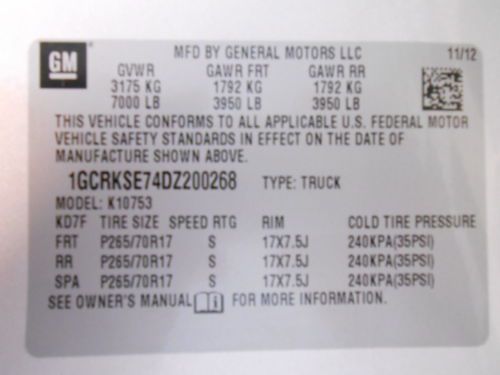 GM MFD BY GENERAL MOTORS LLC 11/12
GVWR GAWR FRT GAWR RR
3175 KG 1792 KG 1792 KG
7000 LB 3950 LB 3950 LB
THIS VEHICLE CONFORMS TO ALL APPLICABLE U.S. FEDERAL MOTOR
VEHICLE SAFETY STANDARDS IN EFFECT ON THE DATE OF
MANUFACTURE SHOWN ABOVE.
1GCRKSE74DZ200268 TYPE: TRUCK
MODEL: K10753
KD7F TIRE SIZE SPEED RTG RIM COLD TIRE PRESSURE
FRT P265/70R17 S 17X7.5J 240KPA(35PSI)
RR P265/70R17 S 17X7.5J 240KPA(35PSI)
SPA P265/70R17 S 17X7.5J 240KPA(35PSI)
SEE OWNER'S MANUAL i FOR MORE INFORMATION.